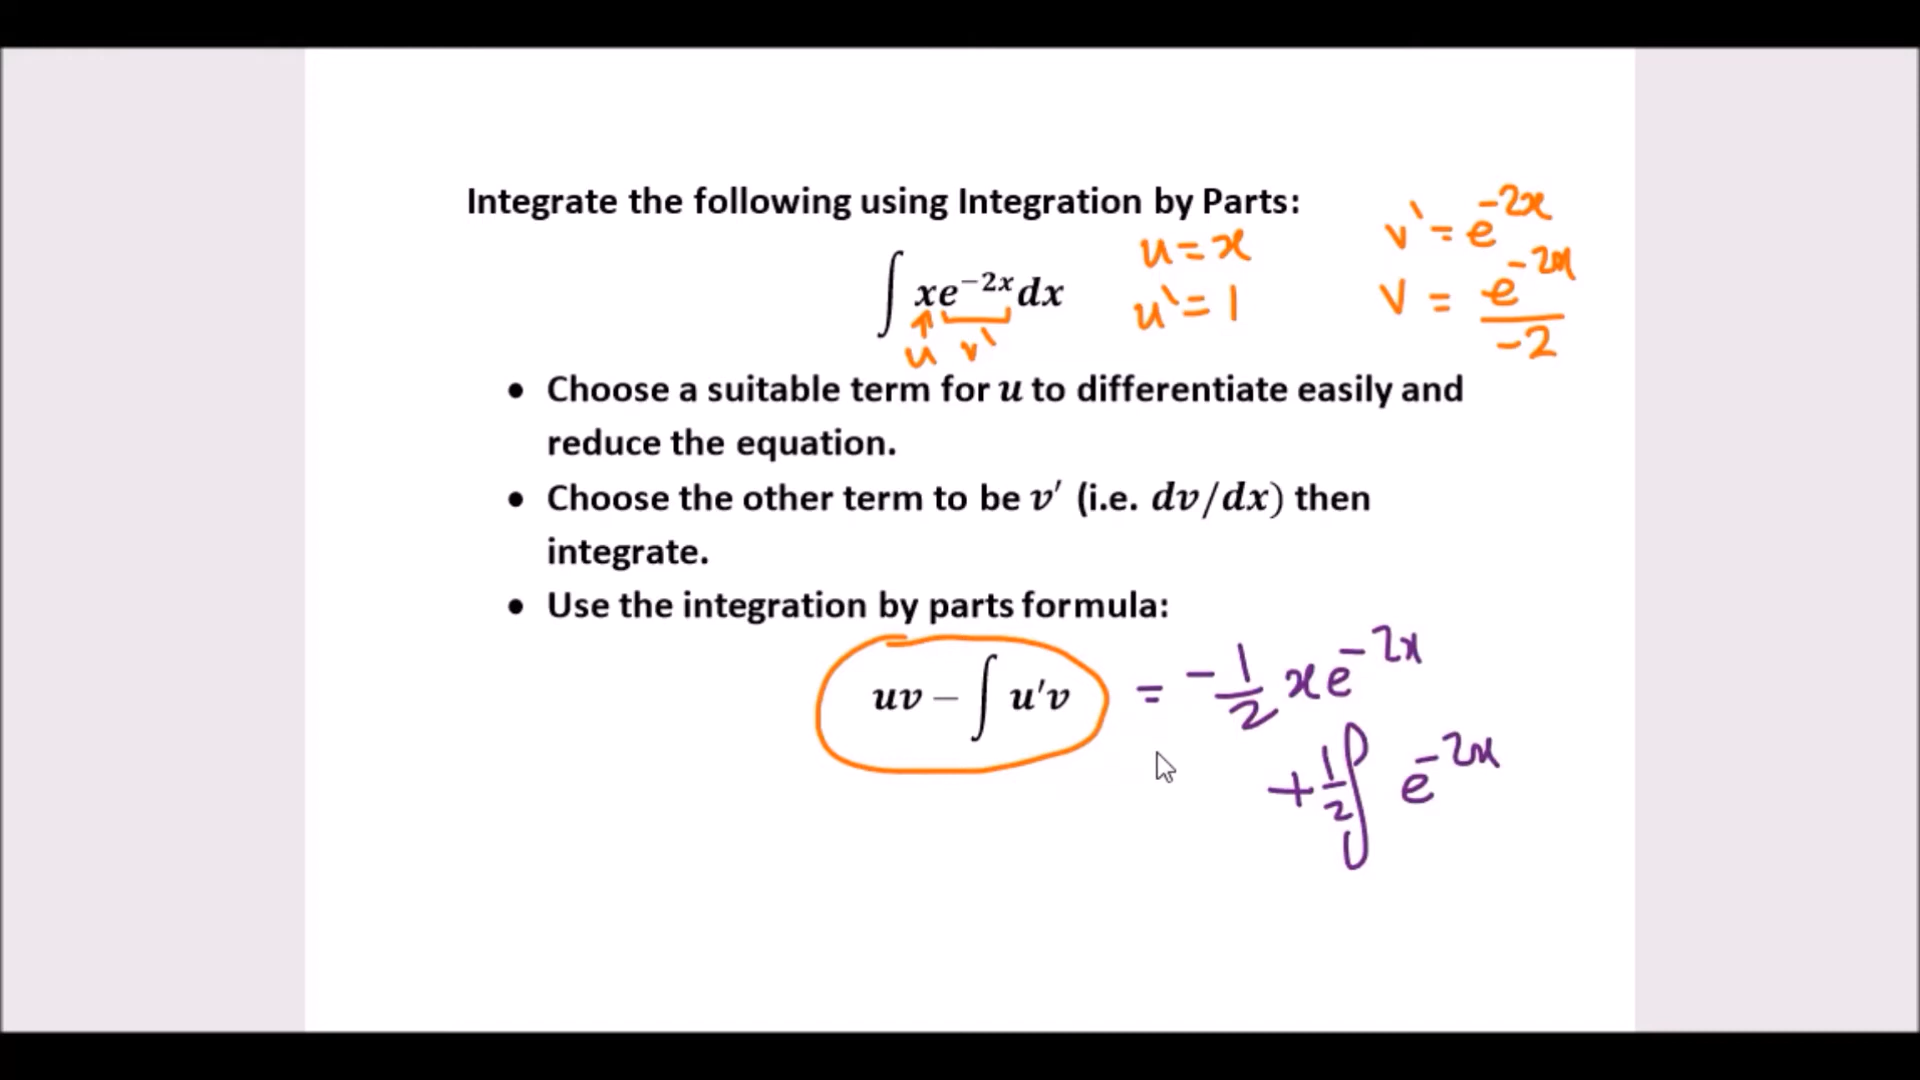 Integrate the following using Integration by Parts:
∫ xe^{-2x} dx
u v'
u = x
u' = 1
v' = e^{-2x}
v = e^{-2x}/-2
• Choose a suitable term for u to differentiate easily and
reduce the equation.
• Choose the other term to be v′ (i.e. dv/dx) then
integrate.
• Use the integration by parts formula:
uv − ∫ u′v = -1/2 xe^{-2x}
+ 1/2 ∫ e^{-2x}